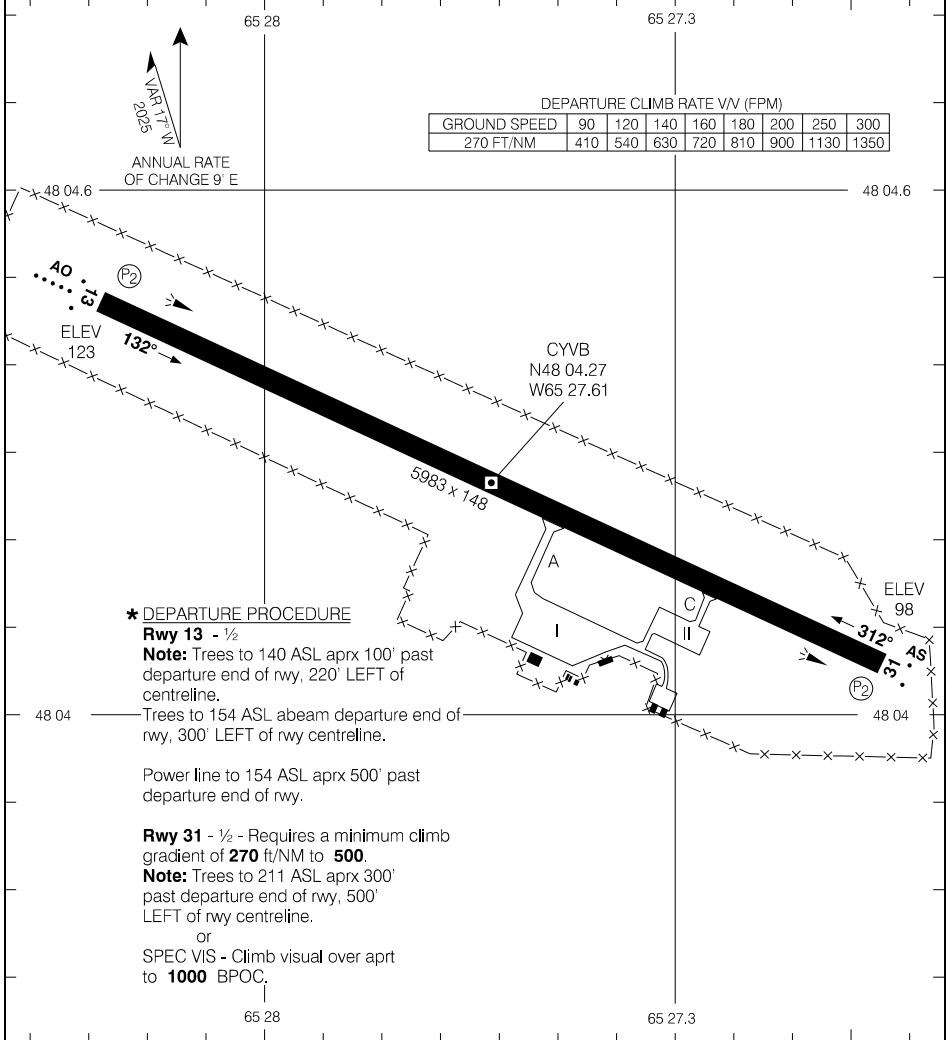 65 28
65 27.3
VAR 17° W
2025
ANNUAL RATE
OF CHANGE 9' E
DEPARTURE CLIMB RATE V/V (FPM)
GROUND SPEED 90 120 140 160 180 200 250 300
270 FT/NM 410 540 630 720 810 900 1130 1350
48 04.6
48 04.6
AO
P2
13
ELEV
123
132°
CYVB
N48 04.27
W65 27.61
5983 x 148
A
C
I
II
ELEV
98
312°
AS
31
P2
* DEPARTURE PROCEDURE
Rwy 13 - ½
Note: Trees to 140 ASL aprx 100' past
departure end of rwy, 220' LEFT of
centreline.
48 04
Trees to 154 ASL abeam departure end of
48 04
rwy, 300' LEFT of rwy centreline.
Power line to 154 ASL aprx 500' past
departure end of rwy.
Rwy 31 - ½ - Requires a minimum climb
gradient of 270 ft/NM to 500.
Note: Trees to 211 ASL aprx 300'
past departure end of rwy, 500'
LEFT of rwy centreline.
or
SPEC VIS - Climb visual over aprt
to 1000 BPOC.
65 28
65 27.3